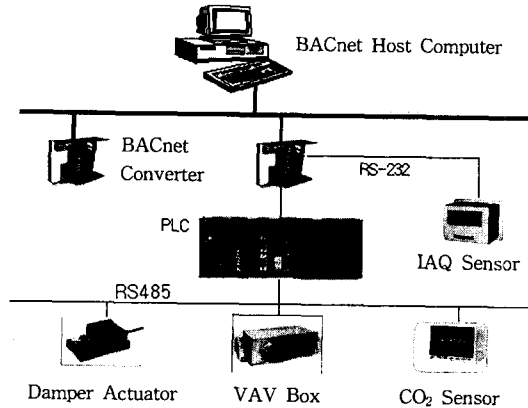 BACnet Host Computer
BACnet
Converter
RS-232
PLC
IAQ Sensor
RS485
Damper Actuator
VAV Box
CO₂ Sensor